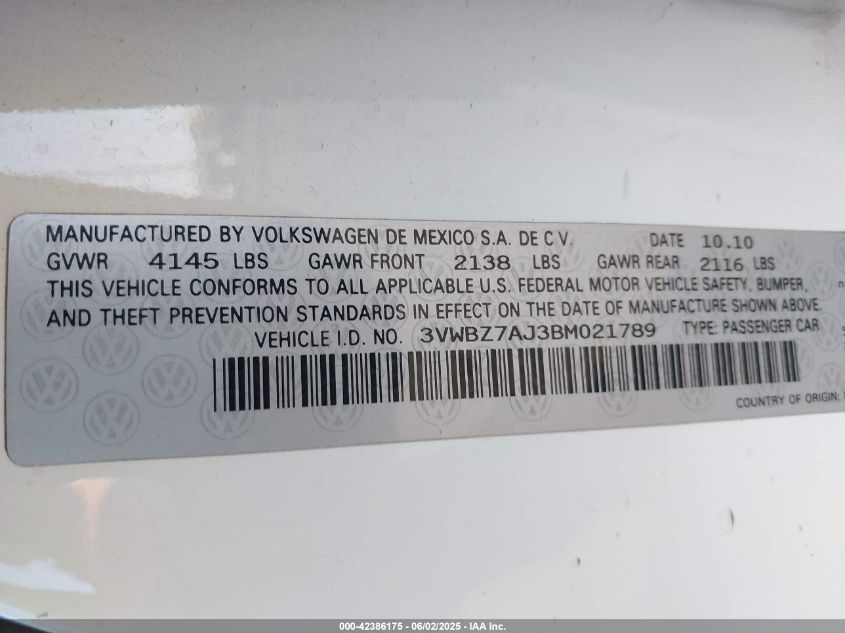 MANUFACTURED BY VOLKSWAGEN DE MEXICO S.A. DE C V. DATE 10.10
GVWR 4145 LBS GAWR FRONT 2138 LBS GAWR REAR 2116 LBS
THIS VEHICLE CONFORMS TO ALL APPLICABLE U.S. FEDERAL MOTOR VEHICLE SAFETY, BUMPER,
AND THEFT PREVENTION STANDARDS IN EFFECT ON THE DATE OF MANUFACTURE SHOWN ABOVE.
VEHICLE I.D. NO. 3VWBZ7AJ3BM021789 TYPE: PASSENGER CAR
COUNTRY OF ORIGIN:
000-42386175 - 06/02/2025 - IAA Inc.